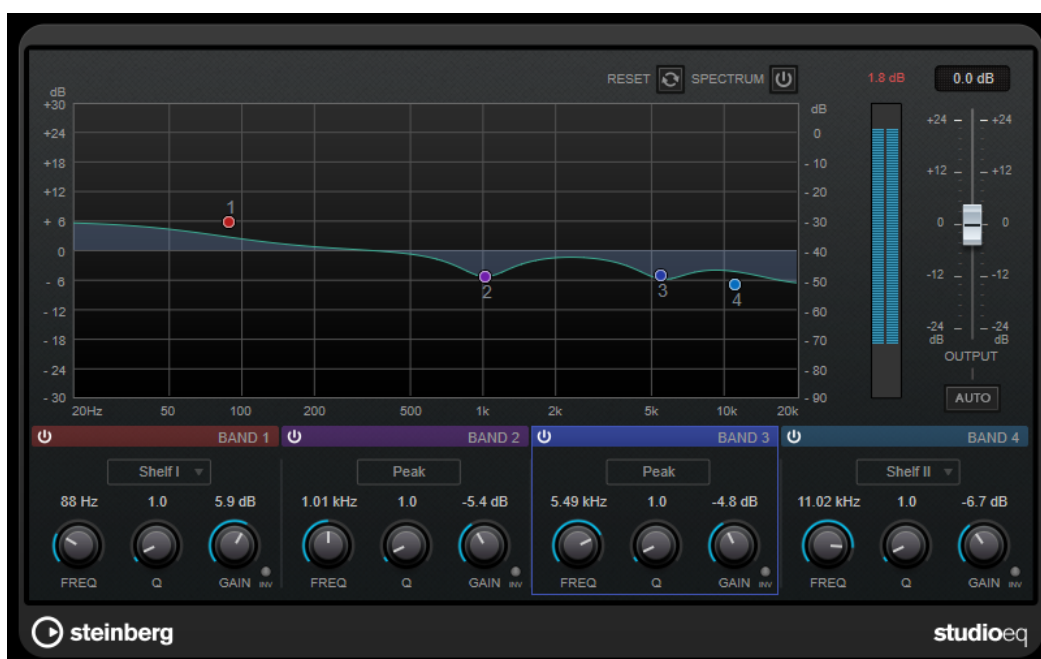 RESET SPECTRUM 1.8 dB 0.0 dB
dB dB
+30
+24 0 +24 +24
+18 - 10
+12 - 20 +12 +12
+ 6 1 - 30 0 0
0 - 40
- 6 2 3 4 - 50 -12 -12
- 12 - 60
- 18 - 70 -24 -24
dB dB
- 24 - 80 OUTPUT
- 30 - 90 AUTO
20Hz 50 100 200 500 1k 2k 5k 10k 20k
BAND 1 BAND 2 BAND 3 BAND 4
Shelf I Peak Peak Shelf II
88 Hz 1.0 5.9 dB 1.01 kHz 1.0 -5.4 dB 5.49 kHz 1.0 -4.8 dB 11.02 kHz 1.0 -6.7 dB
FREQ Q GAIN INV FREQ Q GAIN INV FREQ Q GAIN INV FREQ Q GAIN INV
steinberg studioeq